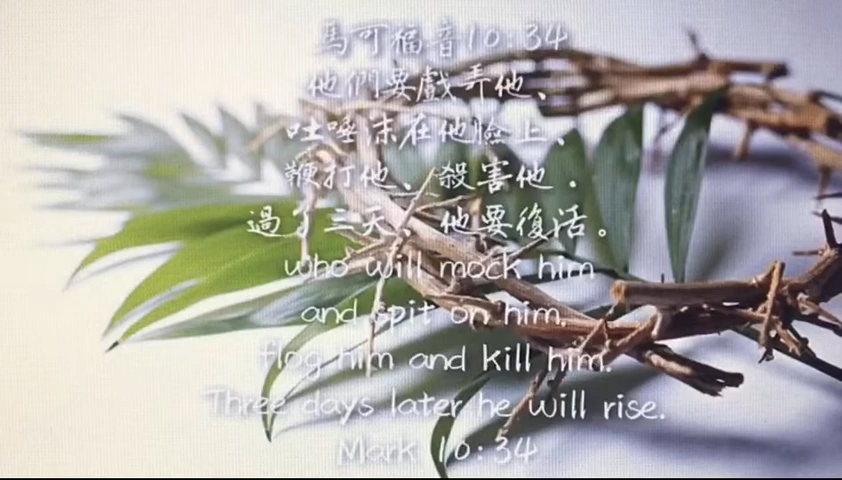 馬可福音10:34
他們要戲弄他、
吐唾沫在他臉上、
鞭打他、殺害他.
過了三天、他要復活。
who will mock him
and spit on him,
flog him and kill him.
Three days later he will rise.
Mark 10:34